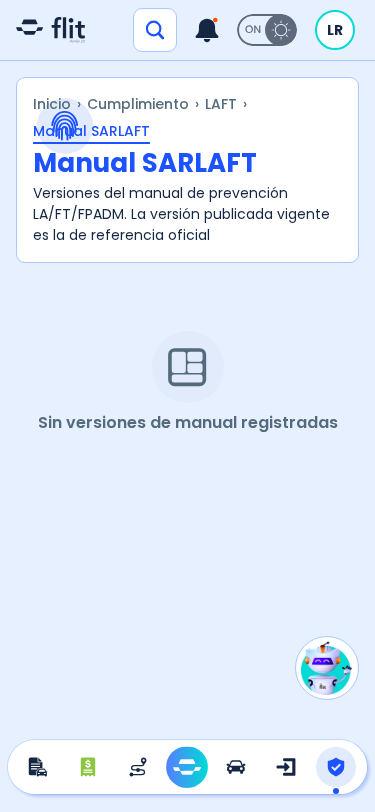 flit
ON
LR
Inicio › Cumplimiento › LAFT ›
Manual SARLAFT
Manual SARLAFT
Versiones del manual de prevención
LA/FT/FPADM. La versión publicada vigente
es la de referencia oficial
Sin versiones de manual registradas